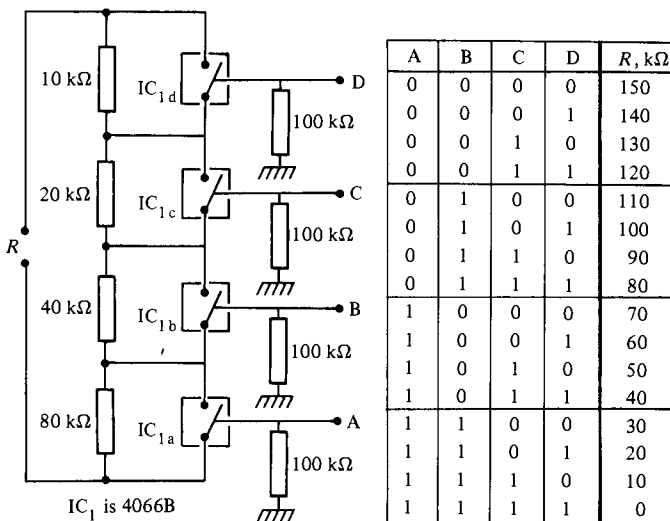 10 kΩ
IC1d
D
100 kΩ
20 kΩ
IC1c
C
100 kΩ
R
40 kΩ
IC1b
B
100 kΩ
80 kΩ
IC1a
A
100 kΩ
IC1 is 4066B
A B C D R, kΩ
0 0 0 0 150
0 0 0 1 140
0 0 1 0 130
0 0 1 1 120
0 1 0 0 110
0 1 0 1 100
0 1 1 0 90
0 1 1 1 80
1 0 0 0 70
1 0 0 1 60
1 0 1 0 50
1 0 1 1 40
1 1 0 0 30
1 1 0 1 20
1 1 1 0 10
1 1 1 1 0